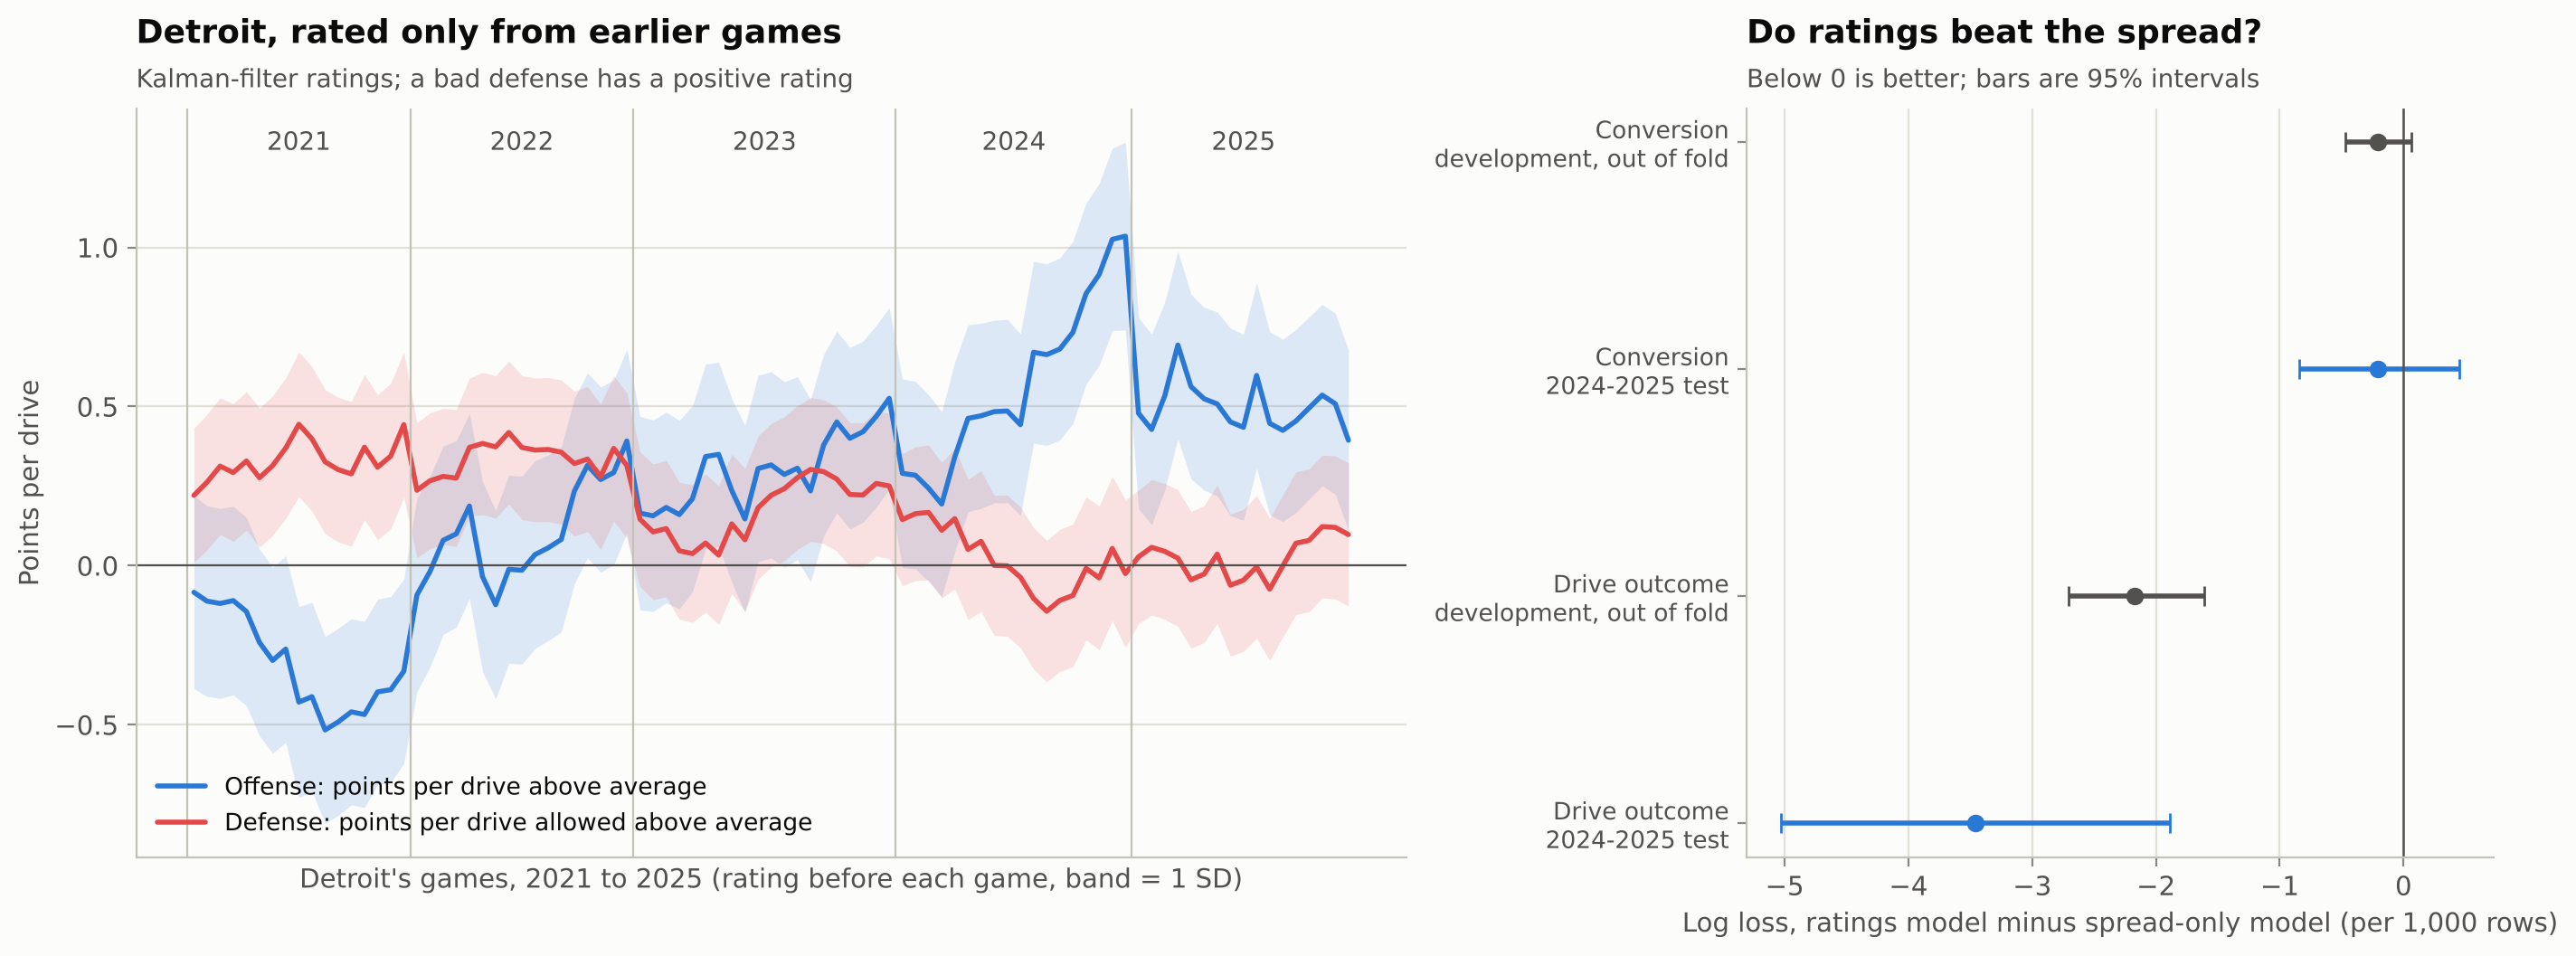 Detroit, rated only from earlier games
Kalman-filter ratings; a bad defense has a positive rating
2021
2022
2023
2024
2025
1.0
0.5
0.0
−0.5
Points per drive
Offense: points per drive above average
Defense: points per drive allowed above average
Detroit's games, 2021 to 2025 (rating before each game, band = 1 SD)
Do ratings beat the spread?
Below 0 is better; bars are 95% intervals
Conversion
development, out of fold
Conversion
2024-2025 test
Drive outcome
development, out of fold
Drive outcome
2024-2025 test
−5
−4
−3
−2
−1
0
Log loss, ratings model minus spread-only model (per 1,000 rows)